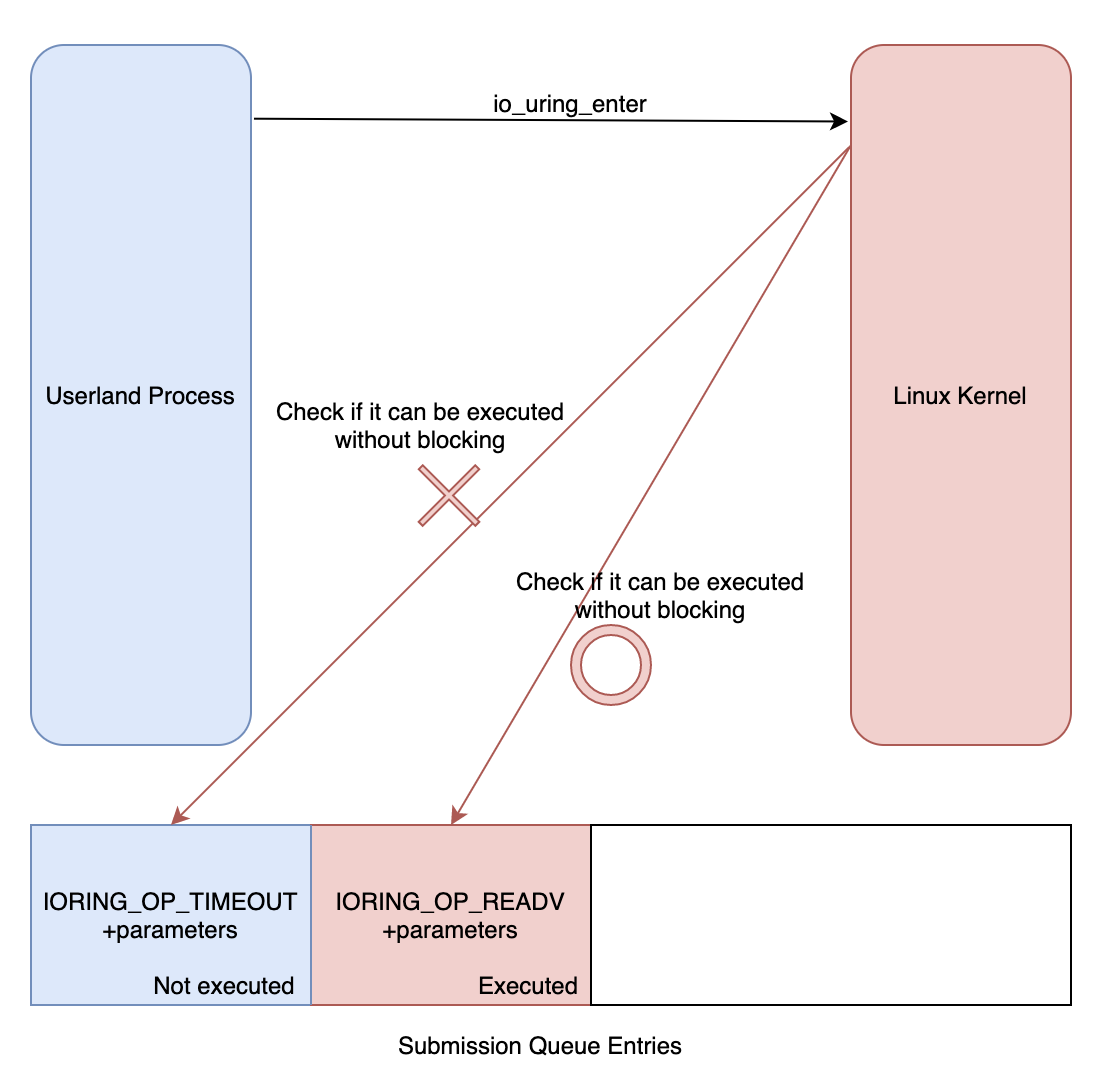 io_uring_enter
Userland Process
Linux Kernel
Check if it can be executed
without blocking
Check if it can be executed
without blocking
IORING_OP_TIMEOUT
+parameters
Not executed
IORING_OP_READV
+parameters
Executed
Submission Queue Entries